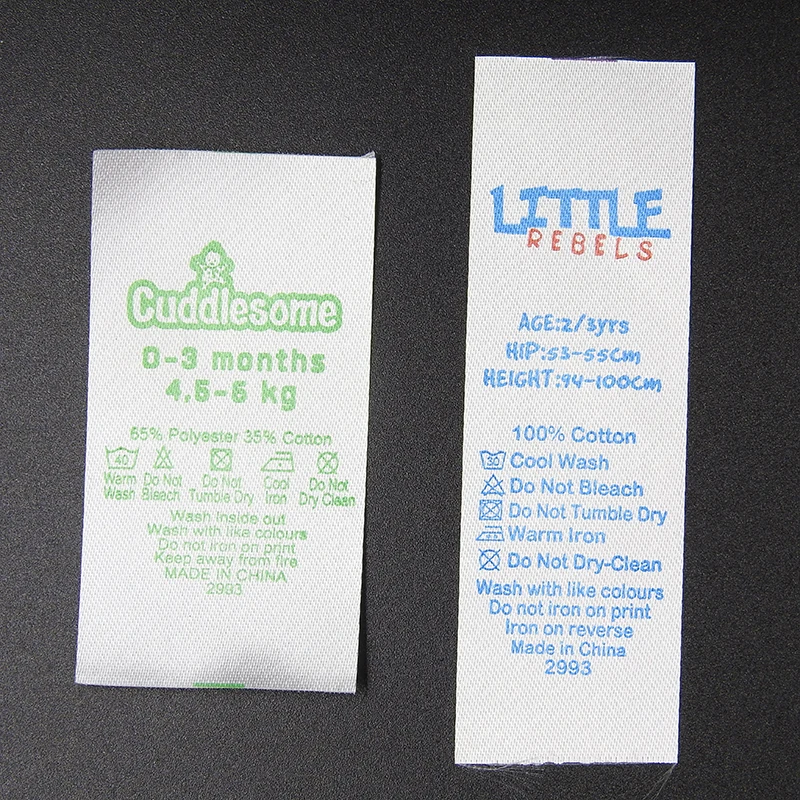 Cuddlesome
0-3 months
4,5-6 kg
65% Polyester 35% Cotton
40
Warm Wash
Do Not Bleach
Do Not Tumble Dry
Cool Iron
Do Not Dry Clean
Wash inside out
Wash with like colours
Do not iron on print
Keep away from fire
MADE IN CHINA
2993
LITTLE
REBELS
AGE:2/3yrs
HIP:53-55cm
HEIGHT:94-100cm
100% Cotton
30 Cool Wash
Do Not Bleach
Do Not Tumble Dry
Warm Iron
Do Not Dry-Clean
Wash with like colours
Do not iron on print
Iron on reverse
Made in China
2993